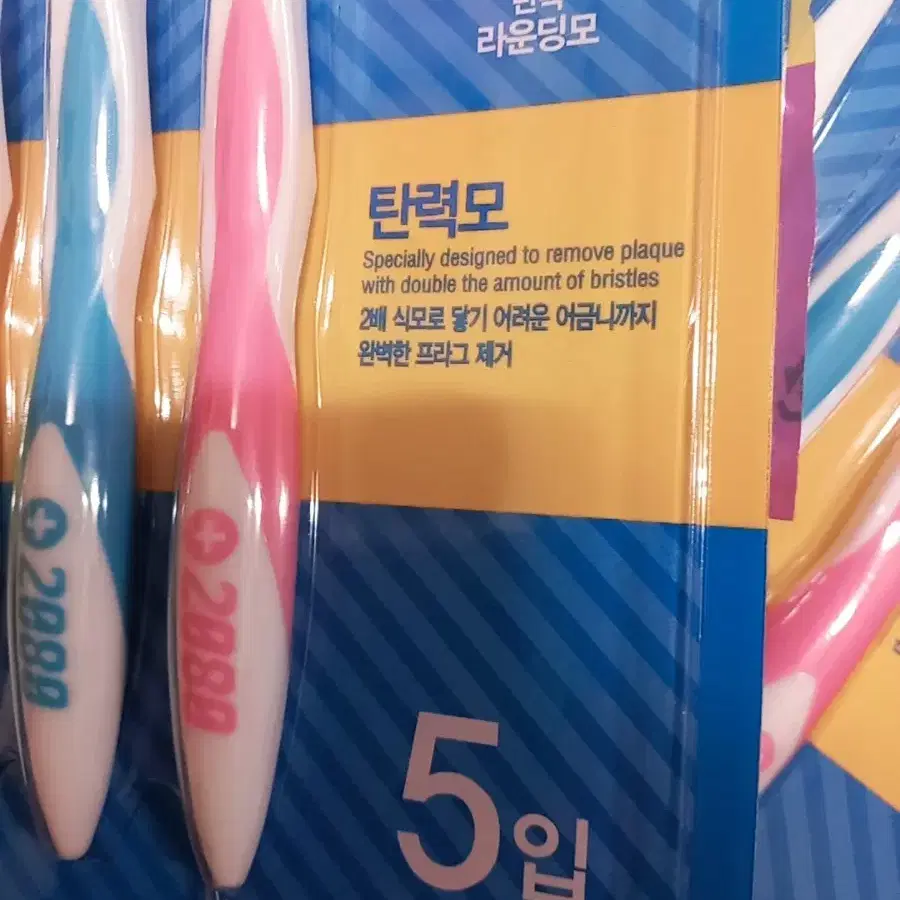 라운딩모
탄력모
Specially designed to remove plaque
with double the amount of bristles
2배 식모로 닿기 어려운 어금니까지
완벽한 프라그 제거
2080
2080
5입